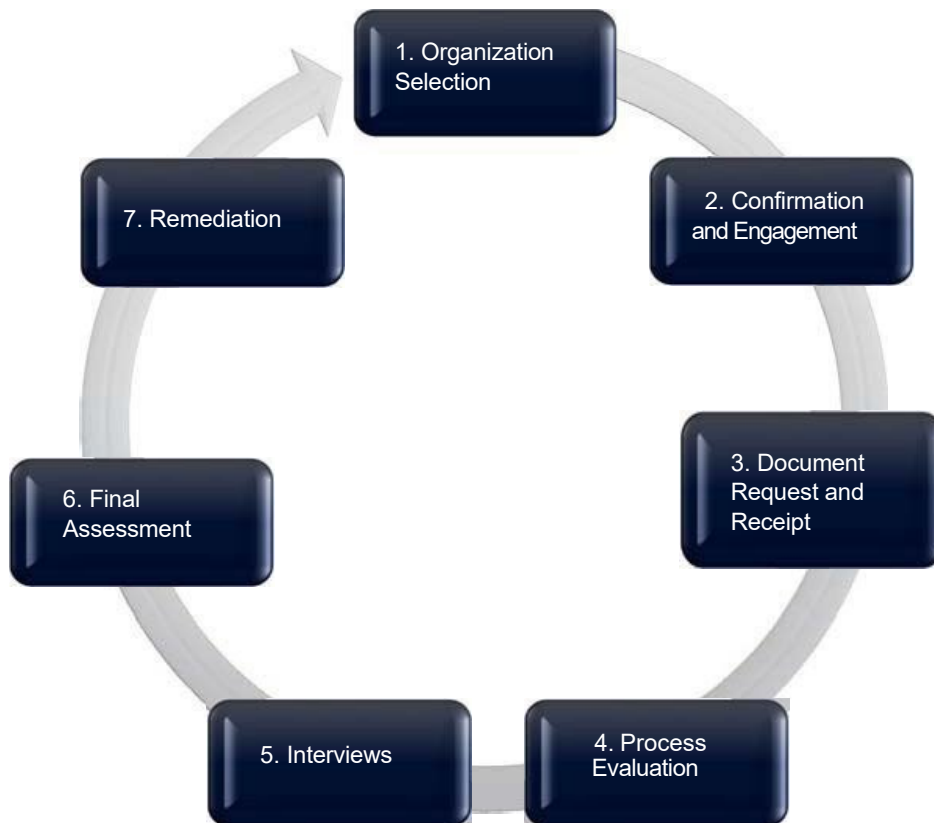 1. Organization
Selection
2. Confirmation
and Engagement
3. Document
Request and
Receipt
4. Process
Evaluation
5. Interviews
6. Final
Assessment
7. Remediation